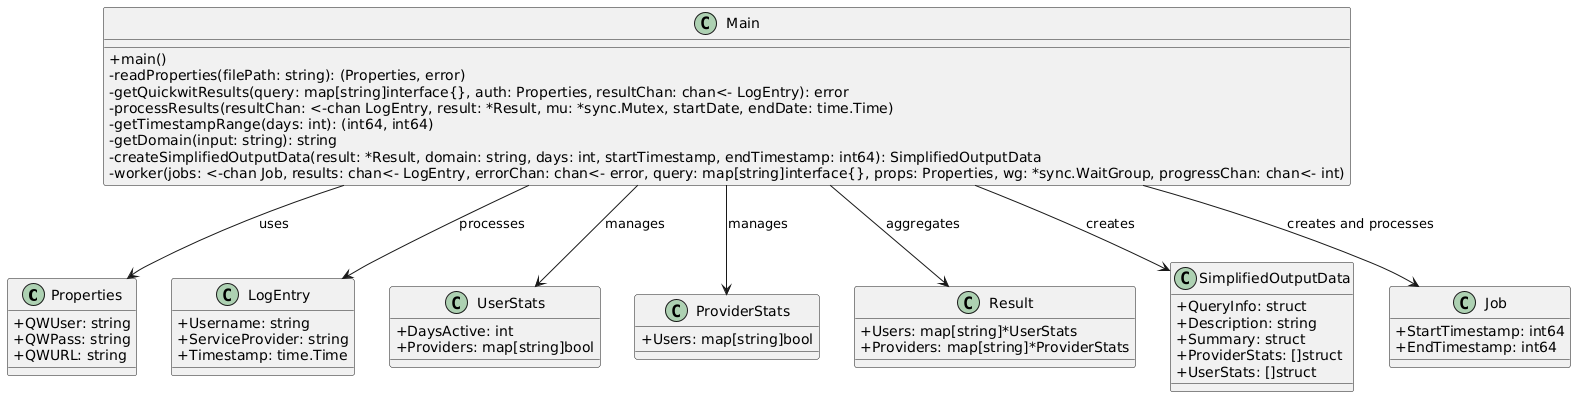 C Main
+main()
-readProperties(filePath: string): (Properties, error)
-getQuickwitResults(query: map[string]interface{}, auth: Properties, resultChan: chan<- LogEntry): error
-processResults(resultChan: <-chan LogEntry, result: *Result, mu: *sync.Mutex, startDate, endDate: time.Time)
-getTimestampRange(days: int): (int64, int64)
-getDomain(input: string): string
-createSimplifiedOutputData(result: *Result, domain: string, days: int, startTimestamp, endTimestamp: int64): SimplifiedOutputData
-worker(jobs: <-chan Job, results: chan<- LogEntry, errorChan: chan<- error, query: map[string]interface{}, props: Properties, wg: *sync.WaitGroup, progressChan: chan<- int)
uses
processes
manages
manages
aggregates
creates
creates and processes
C Properties
+QWUser: string
+QWPass: string
+QWURL: string
C LogEntry
+Username: string
+ServiceProvider: string
+Timestamp: time.Time
C UserStats
+DaysActive: int
+Providers: map[string]bool
C ProviderStats
+Users: map[string]bool
C Result
+Users: map[string]*UserStats
+Providers: map[string]*ProviderStats
C SimplifiedOutputData
+QueryInfo: struct
+Description: string
+Summary: struct
+ProviderStats: []struct
+UserStats: []struct
C Job
+StartTimestamp: int64
+EndTimestamp: int64